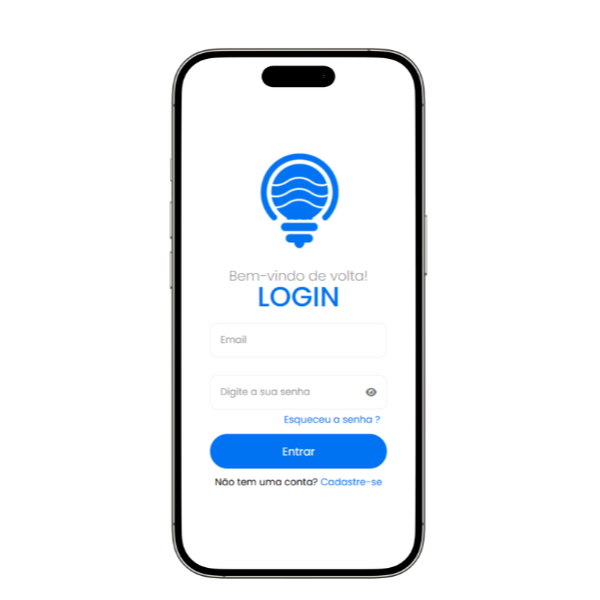 Bem-vindo de volta!
LOGIN
Email
Digite a sua senha
Esqueceu a senha ?
Entrar
Não tem uma conta? Cadastre-se